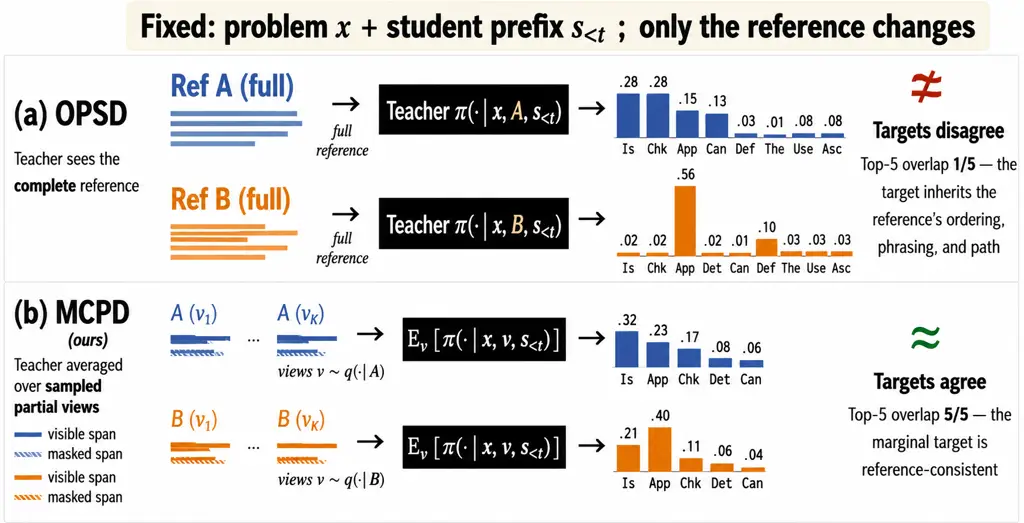 Fixed: problem x + student prefix s<t ; only the reference changes
(a) OPSD
Teacher sees the
complete reference
Ref A (full)
full
reference
Teacher π(· | x, A, s<t)
.28 .28 .15 .13 .03 .01 .08 .08
Is Chk App Can Def The Use Asc
≠
Targets disagree
Top-5 overlap 1/5 — the
target inherits the
reference's ordering,
phrasing, and path
Ref B (full)
full
reference
Teacher π(· | x, B, s<t)
.02 .02 .56 .02 .01 .10 .03 .03 .03
Is Chk App Det Can Def The Use Asc
(b) MCPD
(ours)
Teacher averaged
over sampled
partial views
visible span
masked span
visible span
masked span
A (v₁) ... A (vK)
views v ~ q(·| A)
Eᵥ [π(· | x, v, s<t)]
.32 .23 .17 .08 .06
Is App Chk Det Can
B (v₁) ... B (vK)
views v ~ q(·| B)
Eᵥ [π(· | x, v, s<t)]
.21 .40 .11 .06 .04
Is App Chk Det Can
≈
Targets agree
Top-5 overlap 5/5 — the
marginal target is
reference-consistent